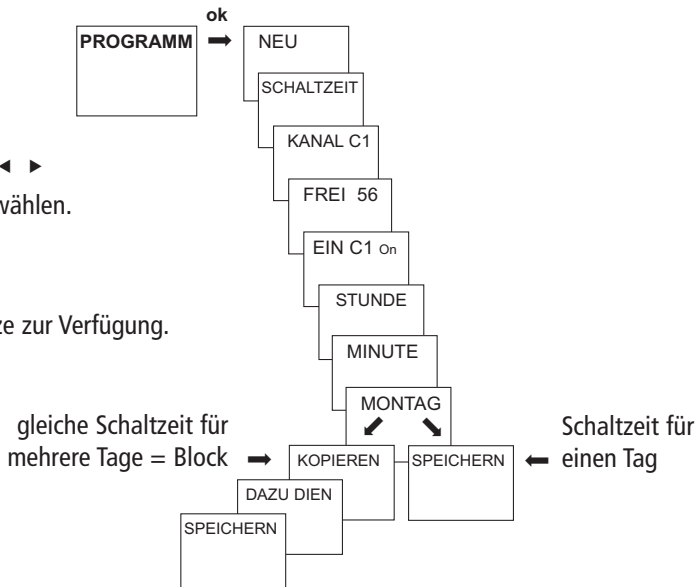 ok
PROGRAMM
NEU
SCHALTZEIT
KANAL C1
wählen.
FREI 56
EIN C1 On
STUNDE
zur Verfügung.
MINUTE
MONTAG
gleiche Schaltzeit für
mehrere Tage = Block
KOPIEREN
SPEICHERN
Schaltzeit für
einen Tag
DAZU DIEN
SPEICHERN